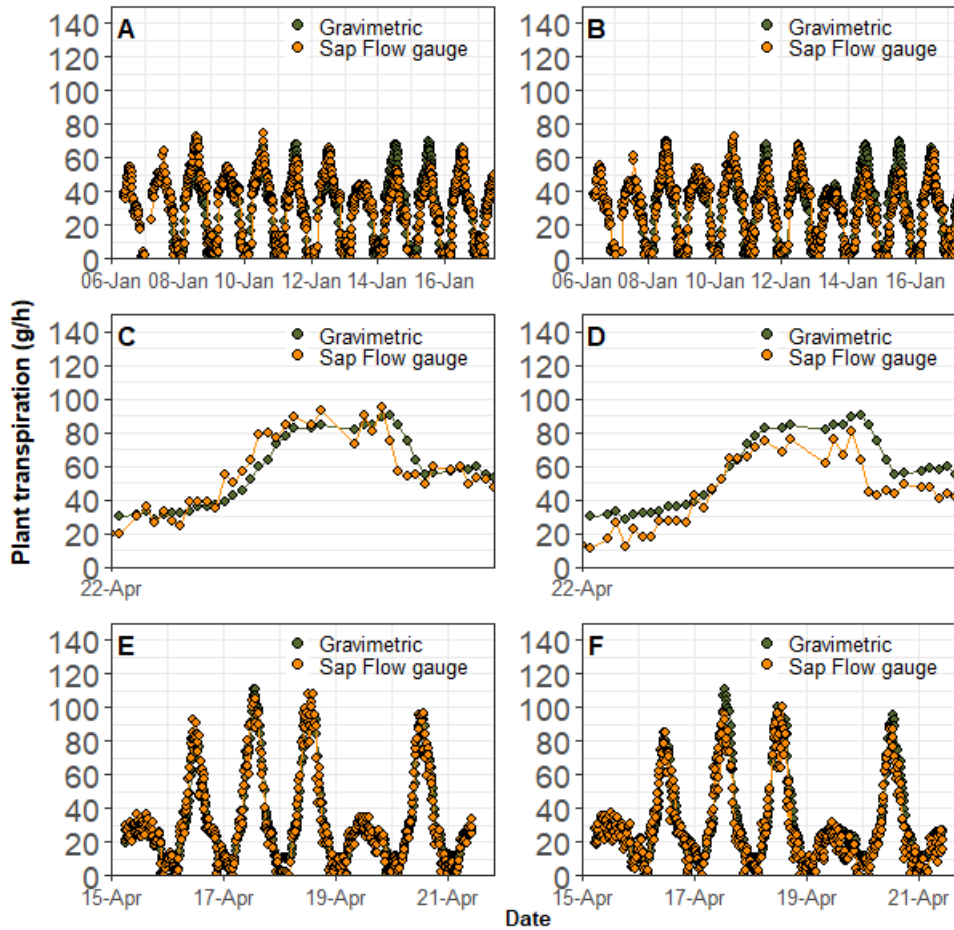 Plant transpiration (g/h)
A
Gravimetric
Sap Flow gauge
140
120
100
80
60
40
20
0
06-Jan 08-Jan 10-Jan 12-Jan 14-Jan 16-Jan
B
Gravimetric
Sap Flow gauge
140
120
100
80
60
40
20
0
06-Jan 08-Jan 10-Jan 12-Jan 14-Jan 16-Jan
C
Gravimetric
Sap Flow gauge
140
120
100
80
60
40
20
0
22-Apr
D
Gravimetric
Sap Flow gauge
140
120
100
80
60
40
20
0
22-Apr
E
Gravimetric
Sap Flow gauge
140
120
100
80
60
40
20
0
15-Apr 17-Apr 19-Apr 21-Apr
F
Gravimetric
Sap Flow gauge
140
120
100
80
60
40
20
0
15-Apr 17-Apr 19-Apr 21-Apr
Date